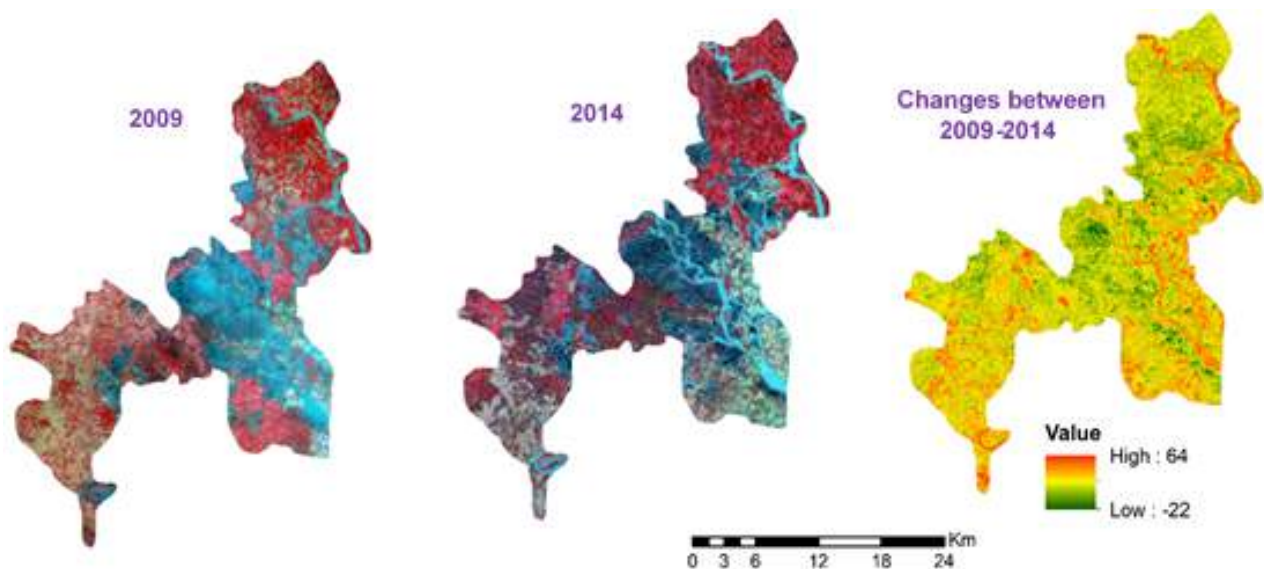 2009
2014
Changes between
2009-2014
Value
High : 64
Low : -22
Km
0 3 6 12 18 24